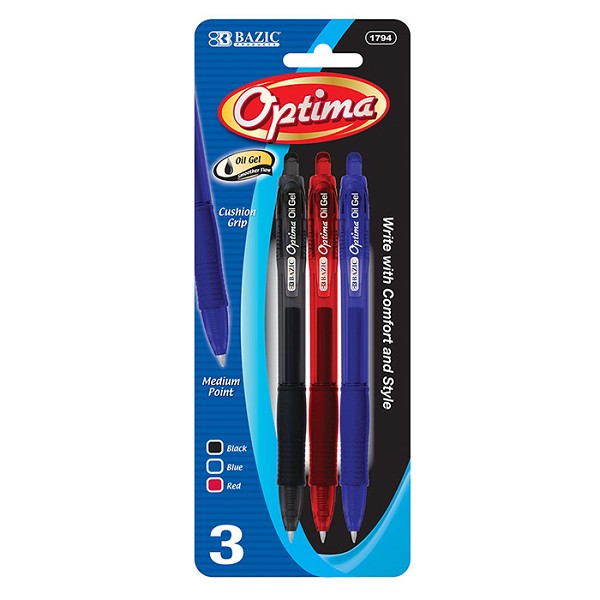 BAZIC
PRODUCTS
1794
Optima
Oil Gel
Smoother Flow
Cushion
Grip
BAZIC Optima Oil Gel
BAZIC Optima Oil Gel
BAZIC Optima Oil Gel
Write with Comfort and Style
Medium
Point
Black
Blue
Red
3